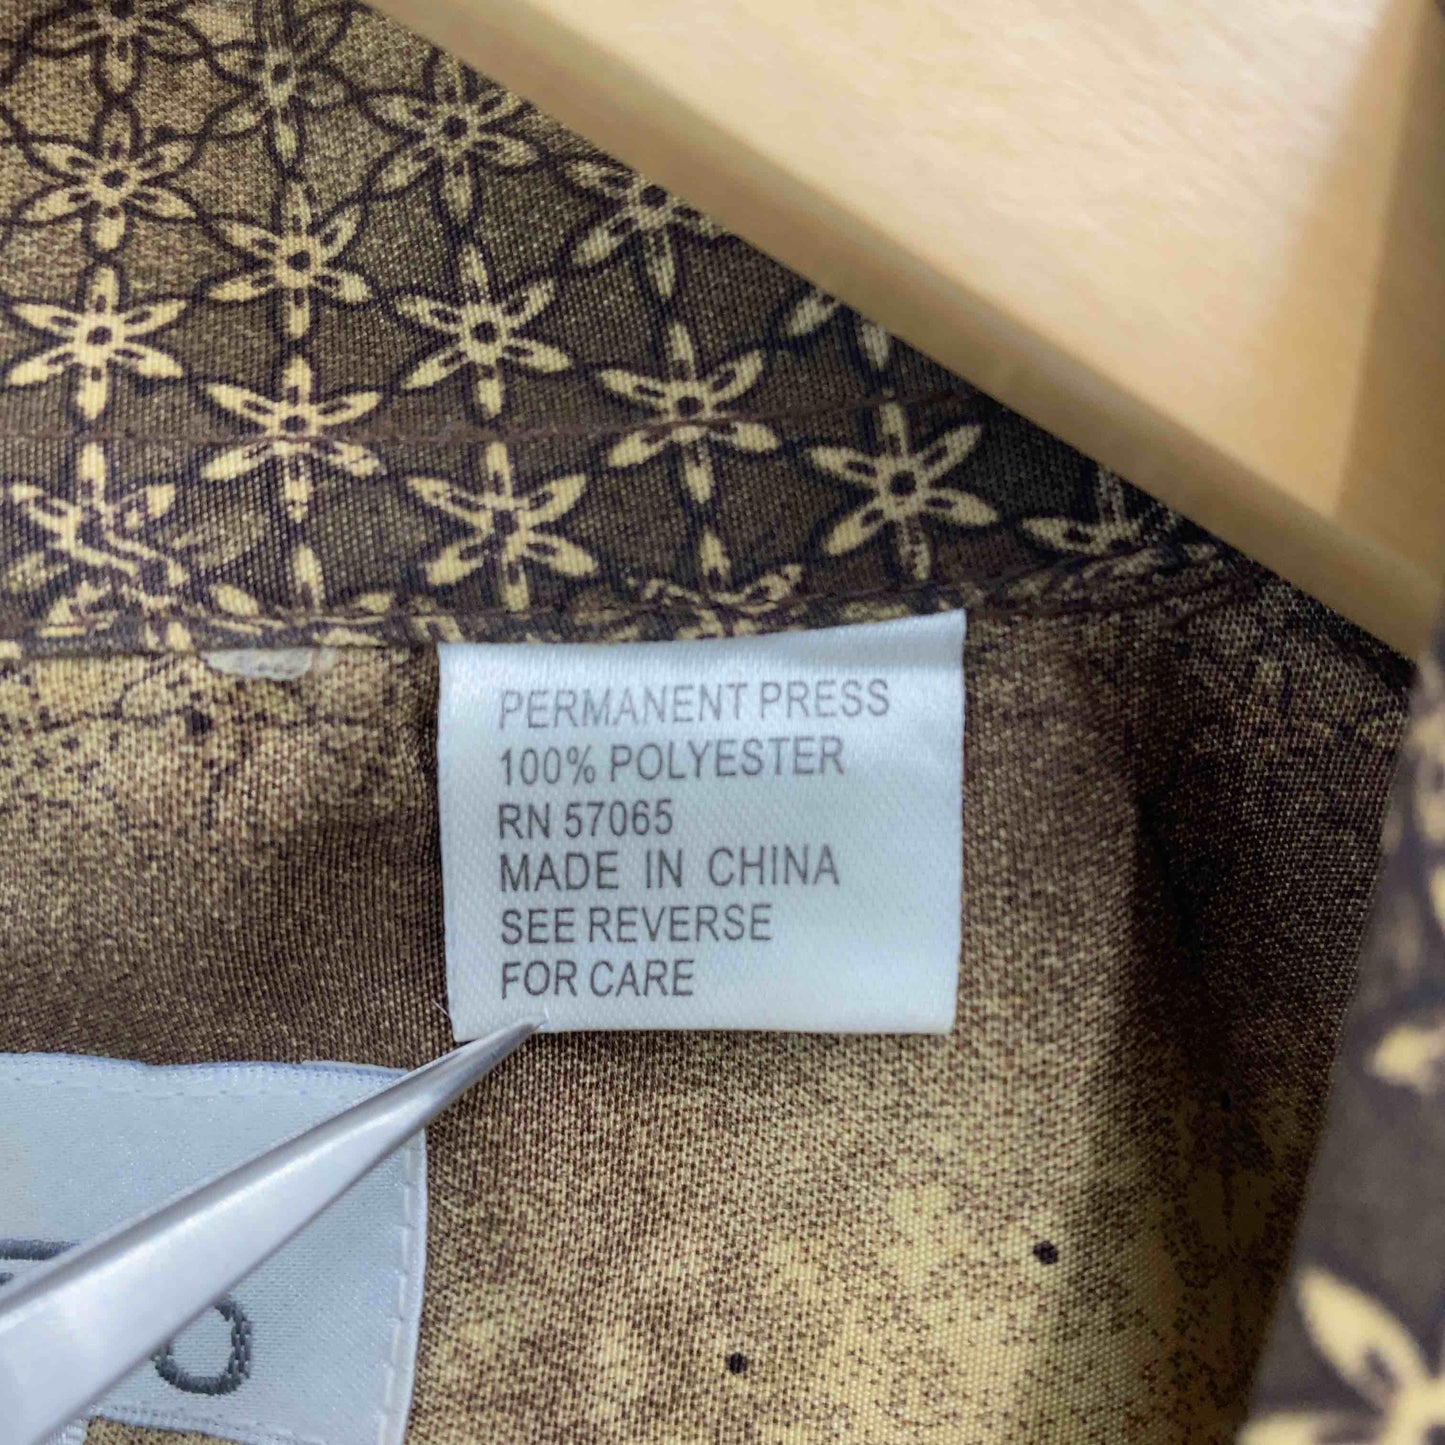 PERMANENT PRESS
100% POLYESTER
RN 57065
MADE IN CHINA
SEE REVERSE
FOR CARE